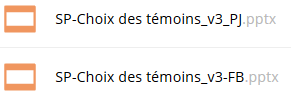 SP-Choix des témoins_v3_PJ.pptx
SP-Choix des témoins_v3-FB.pptx